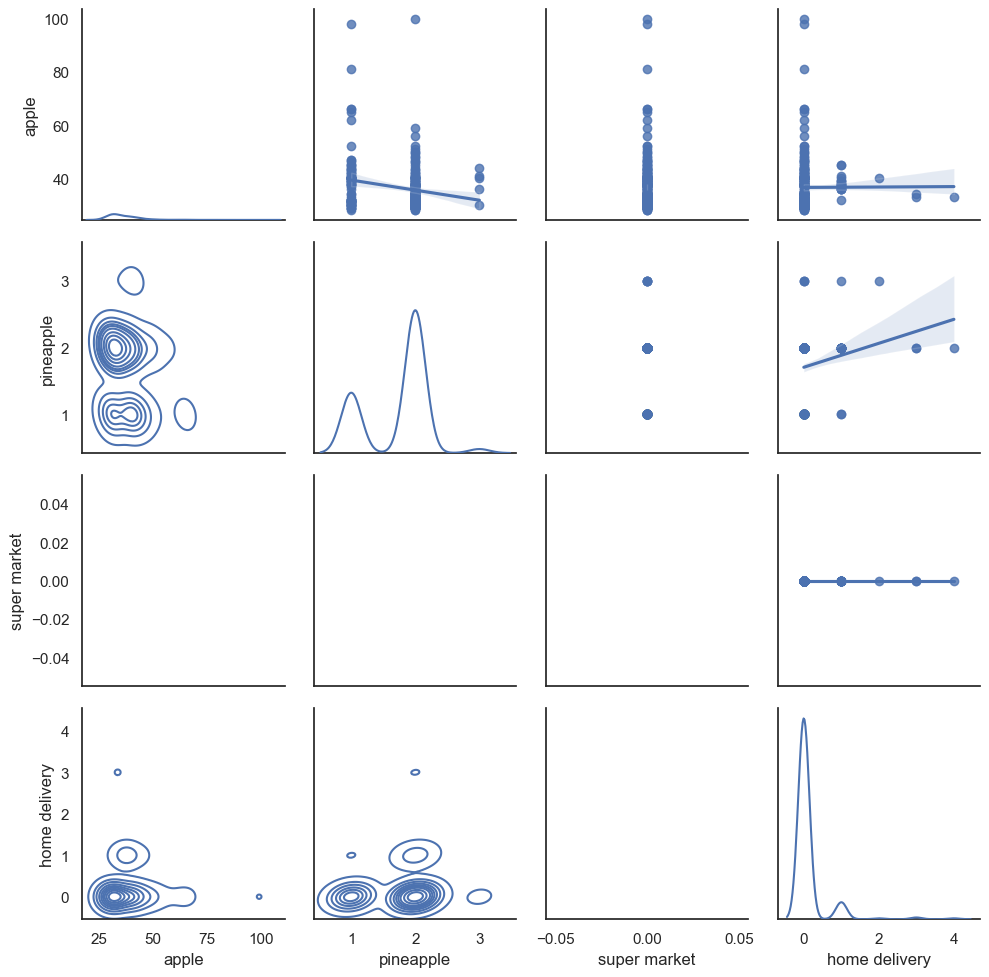 100
80
60
40
apple
3
2
1
pineapple
0.04
0.02
0.00
−0.02
−0.04
super market
4
3
2
1
0
home delivery
25 50 75 100
1 2 3
−0.05 0.00 0.05
0 2 4
apple
pineapple
super market
home delivery